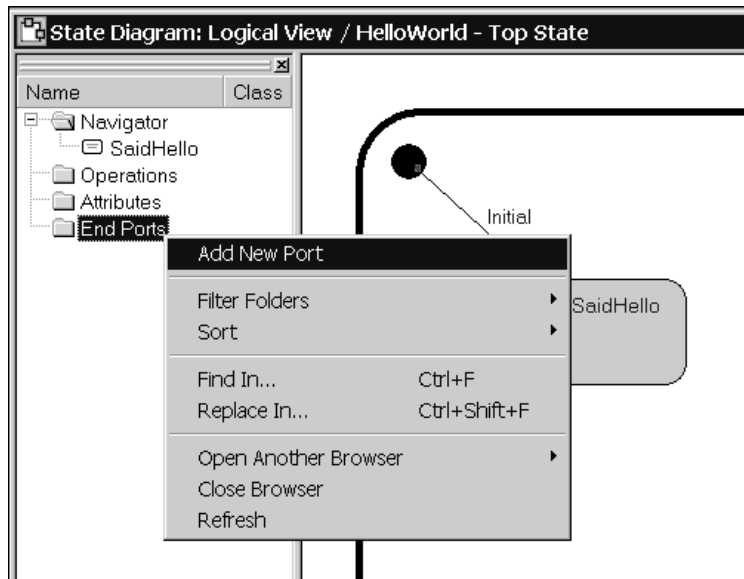 State Diagram: Logical View / HelloWorld - Top State
Name Class
Navigator
SaidHello
Operations
Attributes
End Ports
Initial
SaidHello
Add New Port
Filter Folders
Sort
Find In... Ctrl+F
Replace In... Ctrl+Shift+F
Open Another Browser
Close Browser
Refresh